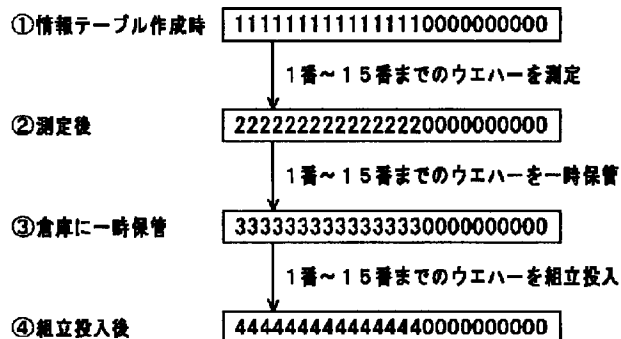 ①情報テーブル作成時 1111111111111110000000000
1番～15番までのウエハーを測定
②測定後 2222222222222220000000000
1番～15番までのウエハーを一時保管
③倉庫に一時保管 3333333333333330000000000
1番～15番までのウエハーを組立投入
④組立投入後 4444444444444440000000000